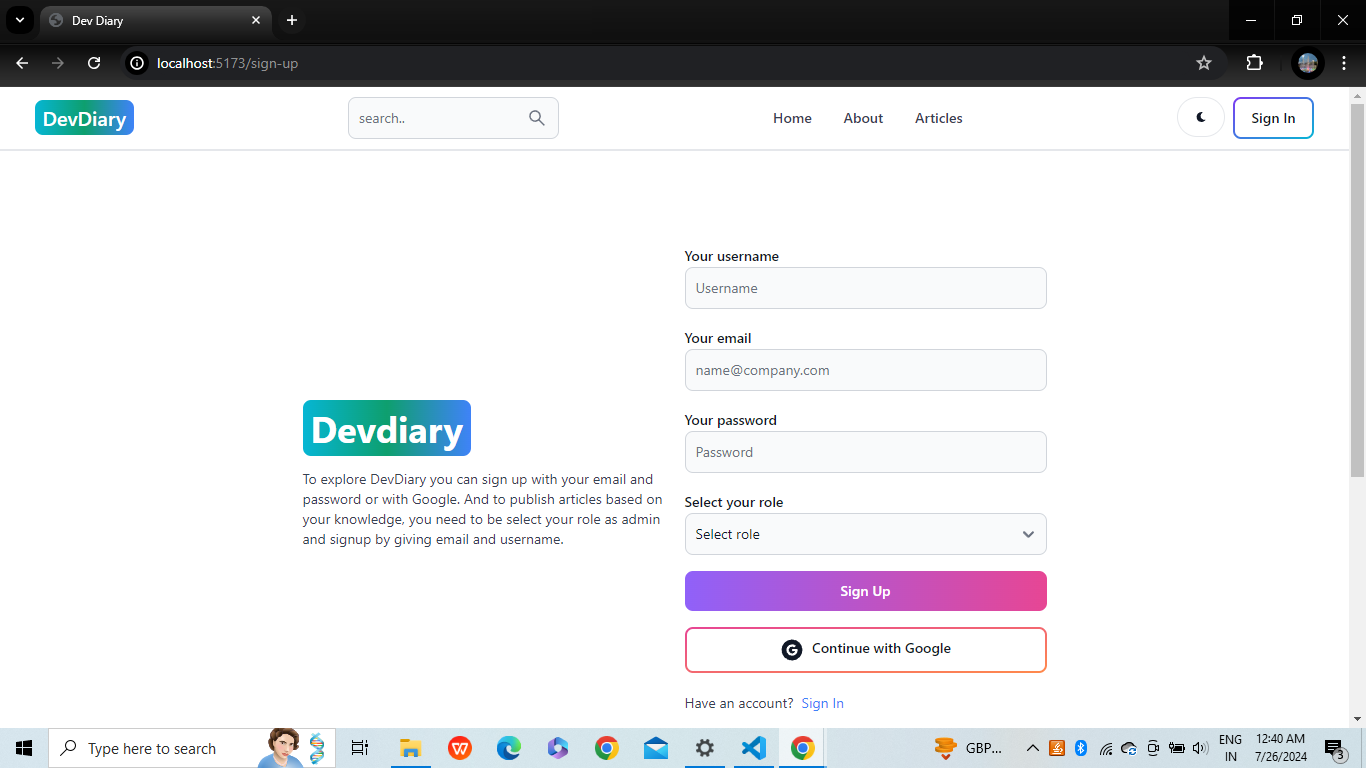 Dev Diary
localhost:5173/sign-up
DevDiary
search..
Home
About
Articles
Sign In
Your username
Username
Your email
name@company.com
Your password
Password
Select your role
Select role
Sign Up
G Continue with Google
Have an account? Sign In
Devdiary
To explore DevDiary you can sign up with your email and
password or with Google. And to publish articles based on
your knowledge, you need to be select your role as admin
and signup by giving email and username.
Type here to search
GBP...
ENG
IN
12:40 AM
7/26/2024
3